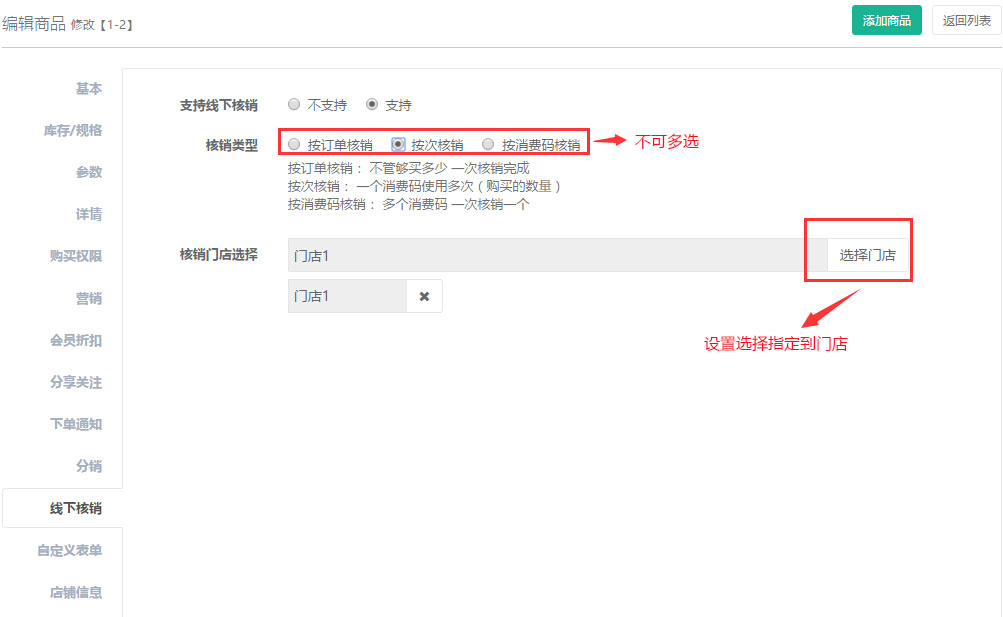 编辑商品 修改【1-2】 添加商品 返回列表
基本
库存/规格
参数
详情
购买权限
营销
会员折扣
分享关注
下单通知
分销
线下核销
自定义表单
店铺信息
支持线下核销 不支持 支持
核销类型 按订单核销 按次核销 按消费码核销 不可多选
按订单核销： 不管够买多少 一次核销完成
按次核销： 一个消费码使用多次（购买的数量）
按消费码核销： 多个消费码 一次核销一个
核销门店选择 门店1 选择门店
门店1 ✖
设置选择指定到门店